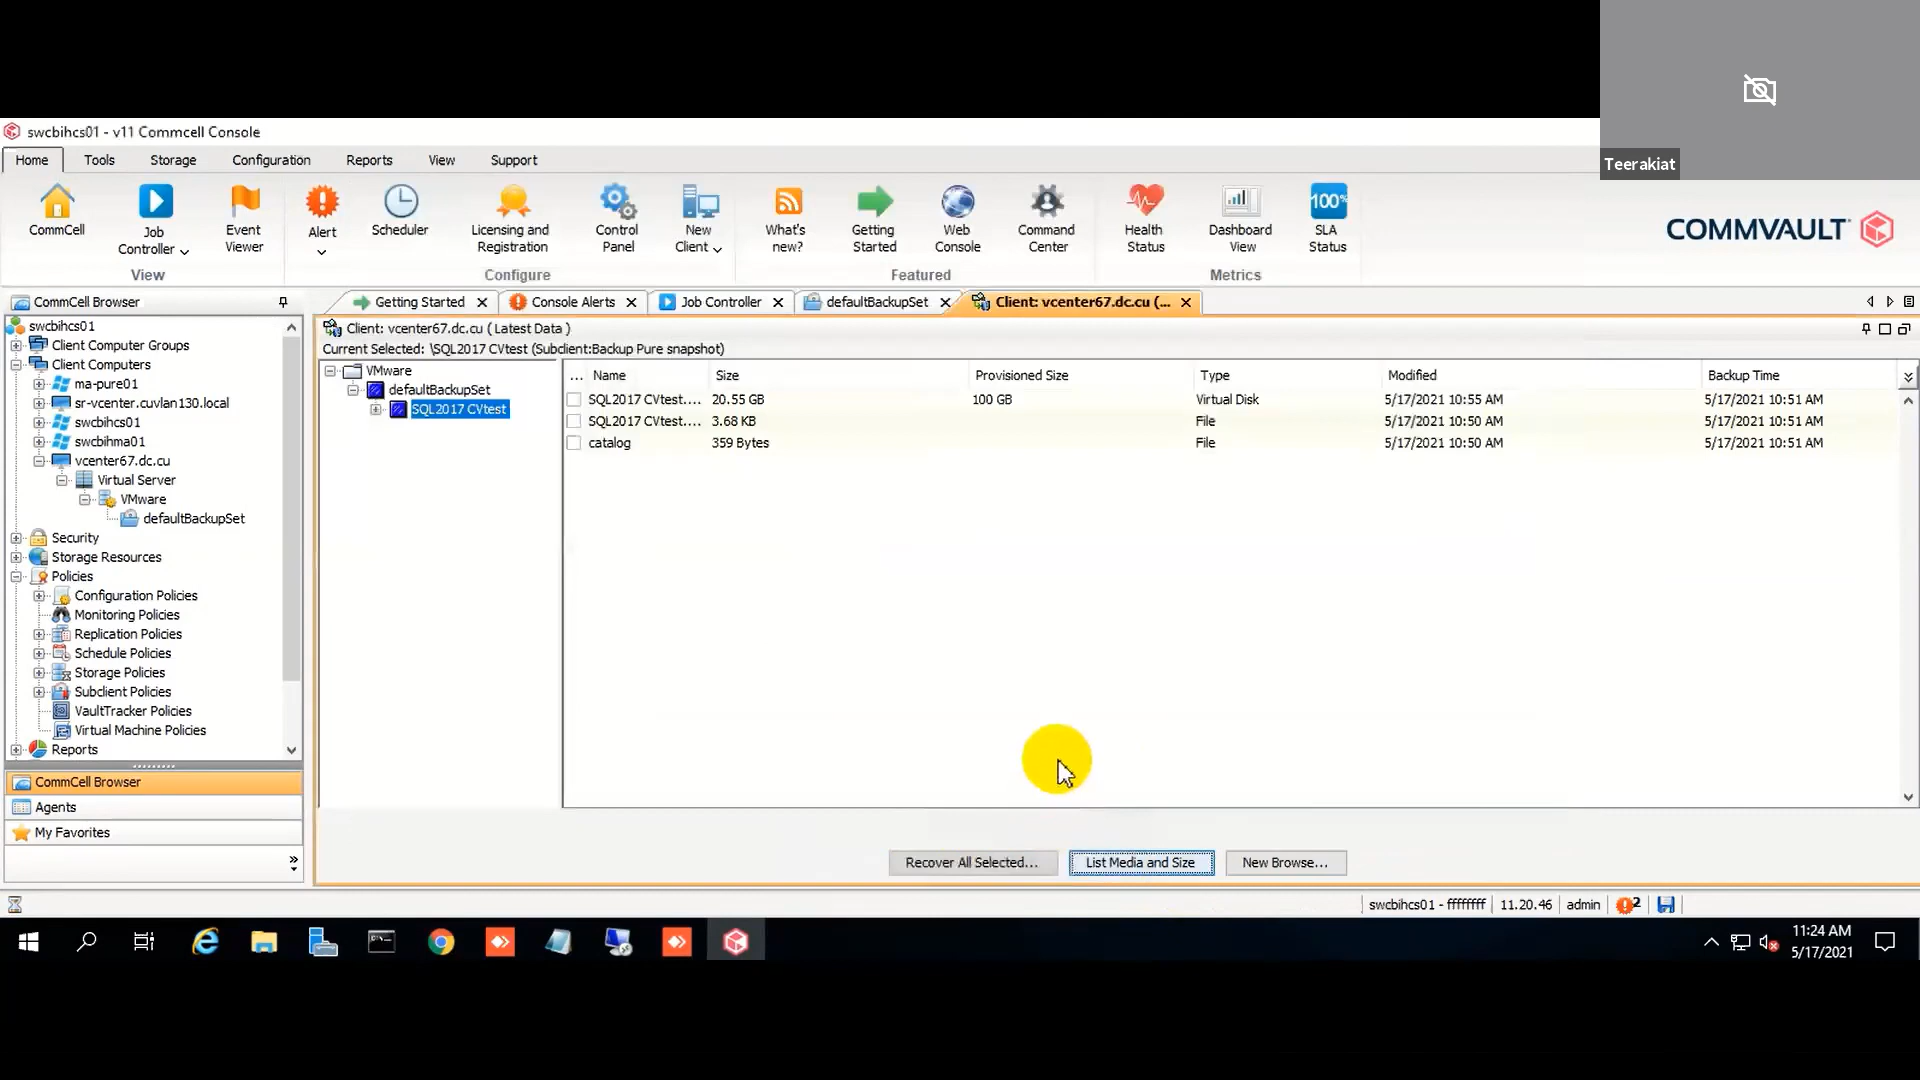 Teerakiat
swcbihcs01 - v11 Commcell Console
Home Tools Storage Configuration Reports View Support
CommCell
Job Controller
Event Viewer
View
Alert
Scheduler
Licensing and Registration
Control Panel
New Client
Configure
What's new?
Getting Started
Web Console
Command Center
Featured
Health Status
Dashboard View
100%
SLA Status
Metrics
COMMVAULT
CommCell Browser
swcbihcs01
Client Computer Groups
Client Computers
ma-pure01
sr-vcenter.cuvlan130.local
swcbihcs01
swcbihma01
vcenter67.dc.cu
Virtual Server
VMware
defaultBackupSet
Security
Storage Resources
Policies
Configuration Policies
Monitoring Policies
Replication Policies
Schedule Policies
Storage Policies
Subclient Policies
VaultTracker Policies
Virtual Machine Policies
Reports
CommCell Browser
Agents
My Favorites
Getting Started Console Alerts Job Controller defaultBackupSet Client: vcenter67.dc.cu (...
Client: vcenter67.dc.cu ( Latest Data )
Current Selected: \SQL2017 CVtest (Subclient:Backup Pure snapshot)
VMware
defaultBackupSet
SQL2017 CVtest
... Name Size Provisioned Size Type Modified Backup Time
SQL2017 CVtest.... 20.55 GB 100 GB Virtual Disk 5/17/2021 10:55 AM 5/17/2021 10:51 AM
SQL2017 CVtest.... 3.68 KB File 5/17/2021 10:50 AM 5/17/2021 10:51 AM
catalog 359 Bytes File 5/17/2021 10:50 AM 5/17/2021 10:51 AM
Recover All Selected... List Media and Size New Browse...
swcbihcs01 - ffffffff 11.20.46 admin 2
11:24 AM
5/17/2021